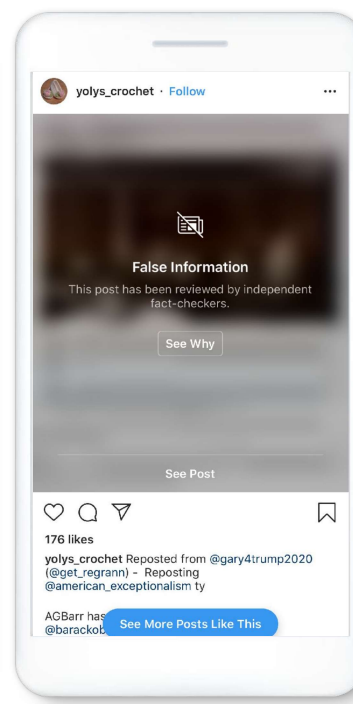 yolys_crochet · Follow
False Information
This post has been reviewed by independent
fact-checkers.
See Why
See Post
176 likes
yolys_crochet Reposted from @gary4trump2020
(@get_regrann) - Reposting
@american_exceptionalism ty
AGBarr has
@barackob
See More Posts Like This